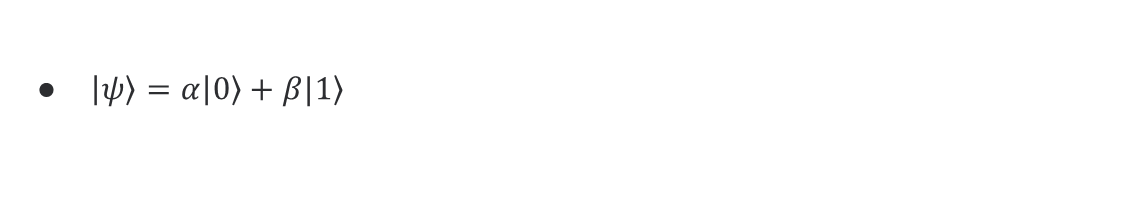 ● |𝜓⟩ = 𝛼|0⟩ + 𝛽|1⟩